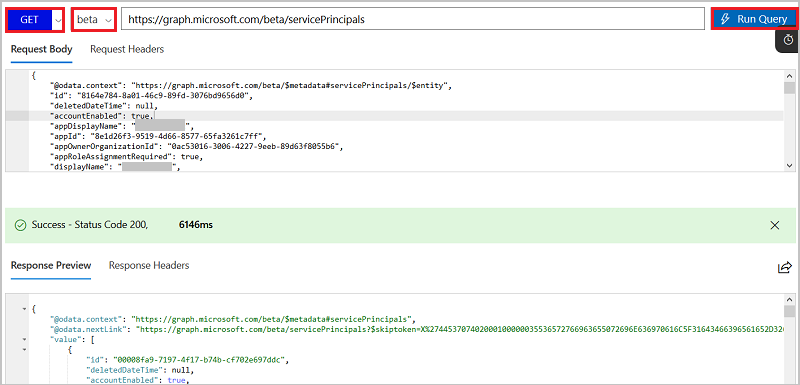 GET beta https://graph.microsoft.com/beta/servicePrincipals Run Query
Request Body Request Headers
{
"@odata.context": "https://graph.microsoft.com/beta/$metadata#servicePrincipals/$entity",
"id": "8164e784-8a01-46c9-89fd-3076bd9656d0",
"deletedDateTime": null,
"accountEnabled": true,
"appDisplayName": " ",
"appId": "8e1d26f3-9519-4d66-8577-65fa3261c7ff",
"appOwnerOrganizationId": "0ac53016-3006-4227-9eeb-89d63f8055b6",
"appRoleAssignmentRequired": true,
"displayName": " ",
Success - Status Code 200, 6146ms
Response Preview Response Headers
{
"@odata.context": "https://graph.microsoft.com/beta/$metadata#servicePrincipals",
"@odata.nextLink": "https://graph.microsoft.com/beta/servicePrincipals?$skiptoken=
"value": [
{
"id": "00008fa9-7197-4f17-b74b-cf702e697ddc",
"deletedDateTime": null,
"accountEnabled": true,